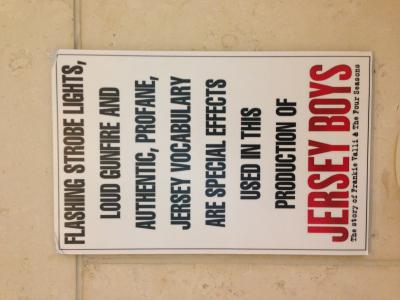 FLASHING STROBE LIGHTS,
LOUD GUNFIRE AND
AUTHENTIC, PROFANE,
JERSEY VOCABULARY
ARE SPECIAL EFFECTS
USED IN THIS
PRODUCTION OF
JERSEY BOYS
The story of Frankie Valli & The Four Seasons